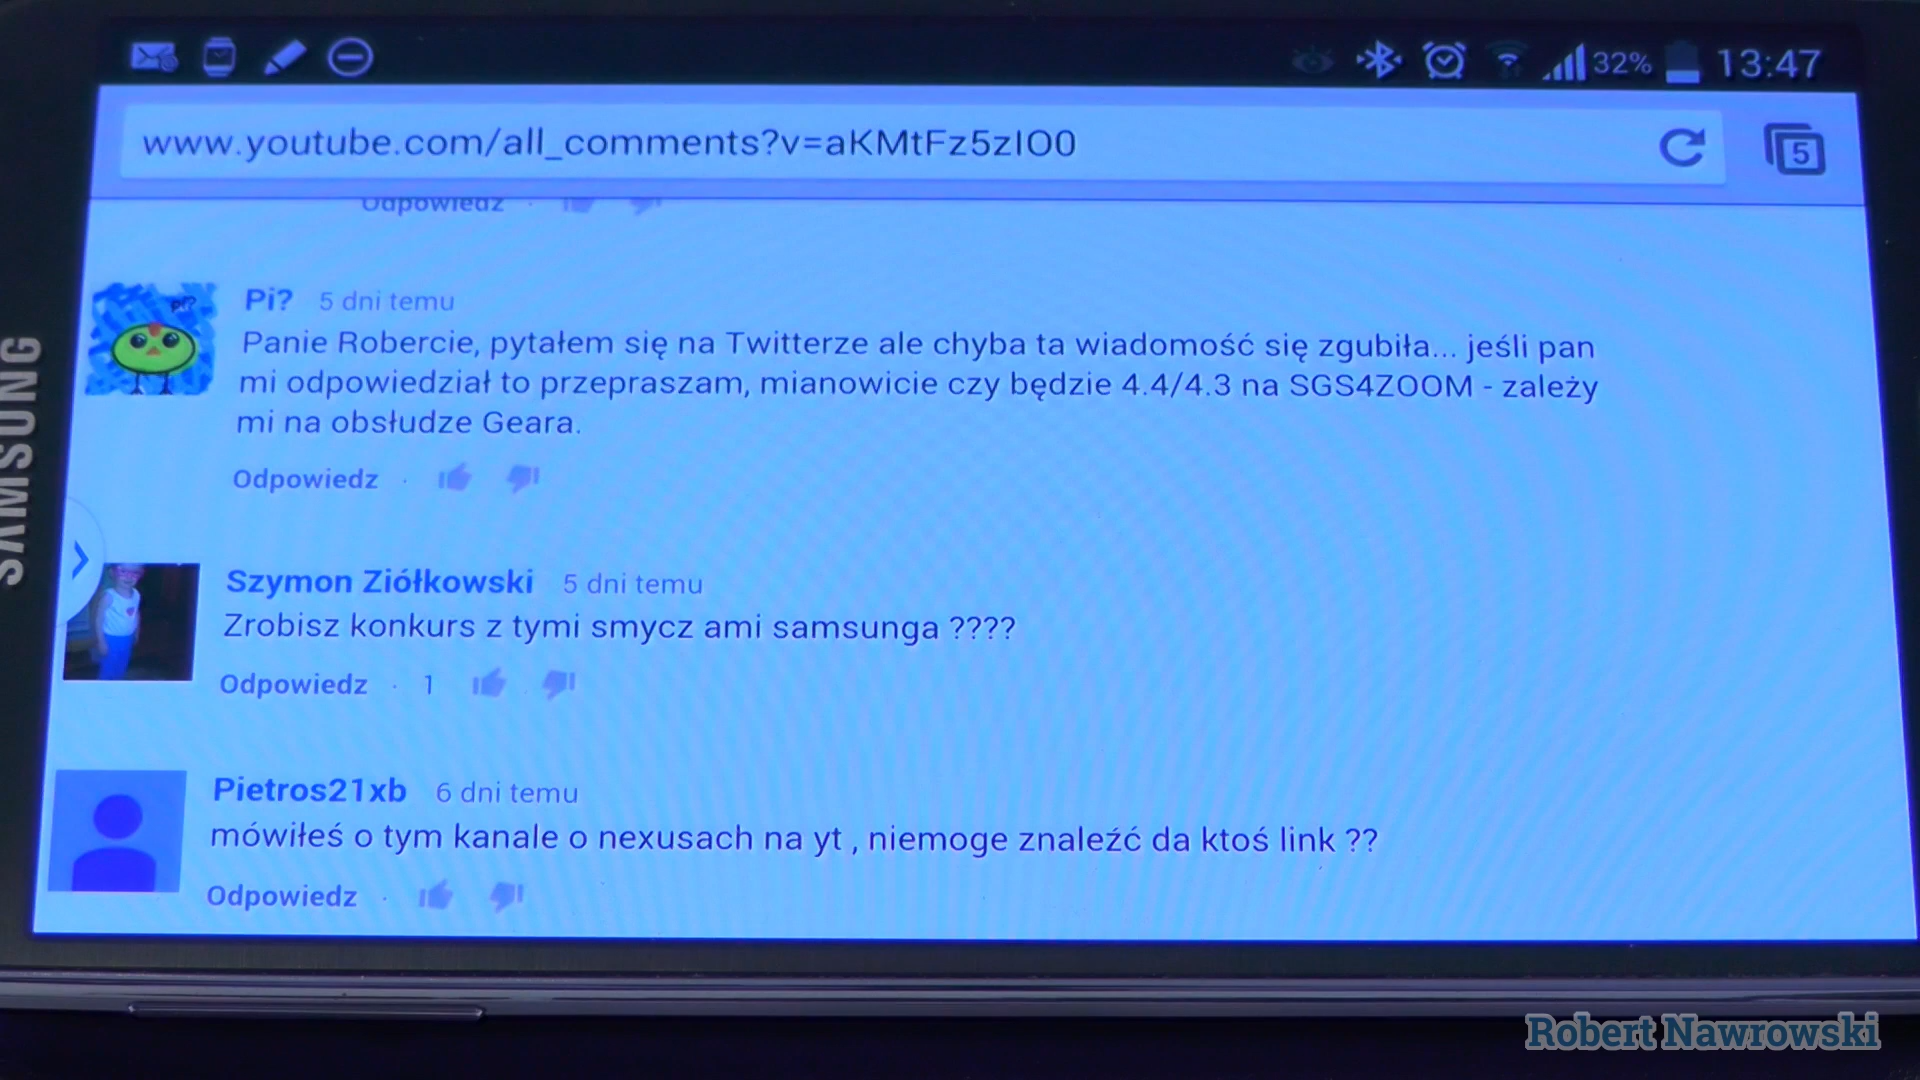 32% 13:47
www.youtube.com/all_comments?v=aKMtFz5zIO0
5
Odpowiedz ·
SAMSUNG
pi?
Pi? 5 dni temu
Panie Robercie, pytałem się na Twitterze ale chyba ta wiadomość się zgubiła... jeśli pan
mi odpowiedział to przepraszam, mianowicie czy będzie 4.4/4.3 na SGS4ZOOM - zależy
mi na obsłudze Geara.
Odpowiedz ·
Szymon Ziółkowski 5 dni temu
Zrobisz konkurs z tymi smycz ami samsunga ????
Odpowiedz · 1
Pietros21xb 6 dni temu
mówiłeś o tym kanale o nexusach na yt , niemoge znaleźć da ktoś link ??
Odpowiedz ·
Robert Nawrowski